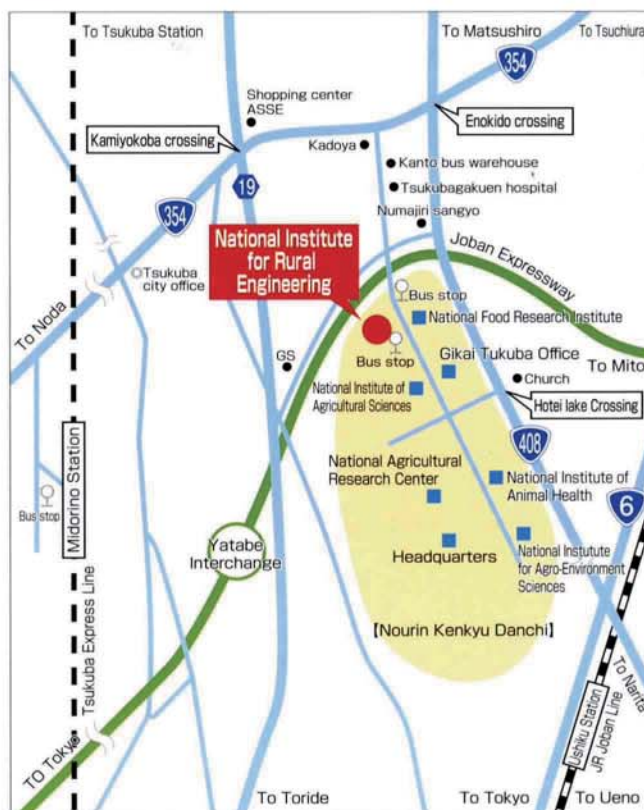 To Tsukuba Station
To Matsushiro
To Tsuchiura
354
Shopping center
ASSE
Enokido crossing
Kamiyokoba crossing
Kadoya
Kanto bus warehouse
19
Tsukubagakuen hospital
354
Numajiri sangyo
National Institute
for Rural
Engineering
Joban Expressway
Tsukuba
city office
Bus stop
National Food Research Institute
To Noda
Bus stop
Gikai Tukuba Office
To Mito
GS
National Institute of
Agricultural Sciences
Church
Hotei lake Crossing
408
National Agricultural
Research Center
National Institute of
Animal Health
6
Midorino Station
Bus stop
Yatabe
Interchange
Headquarters
National Instutute
for Agro-Environment
Sciences
【Nourin Kenkyu Danchi】
Tsukuba Express Line
To Narita
Ushiku Station
JR Joban Line
TO Tokyo
To Toride
To Tokyo
To Ueno